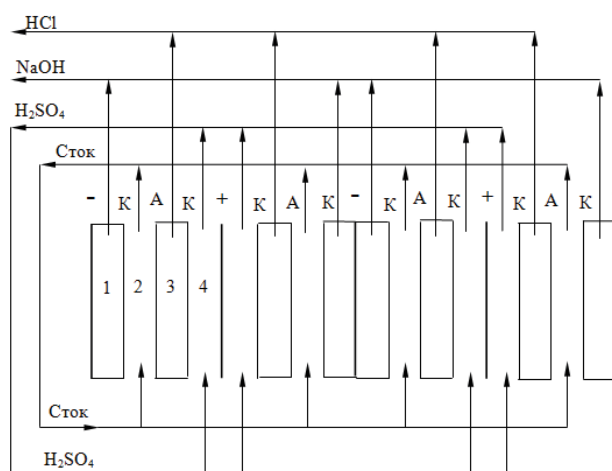 HCl
NaOH
H₂SO₄
Сток
- К А К + К А К - К А К + К А К
1 2 3 4
Сток
H₂SO₄